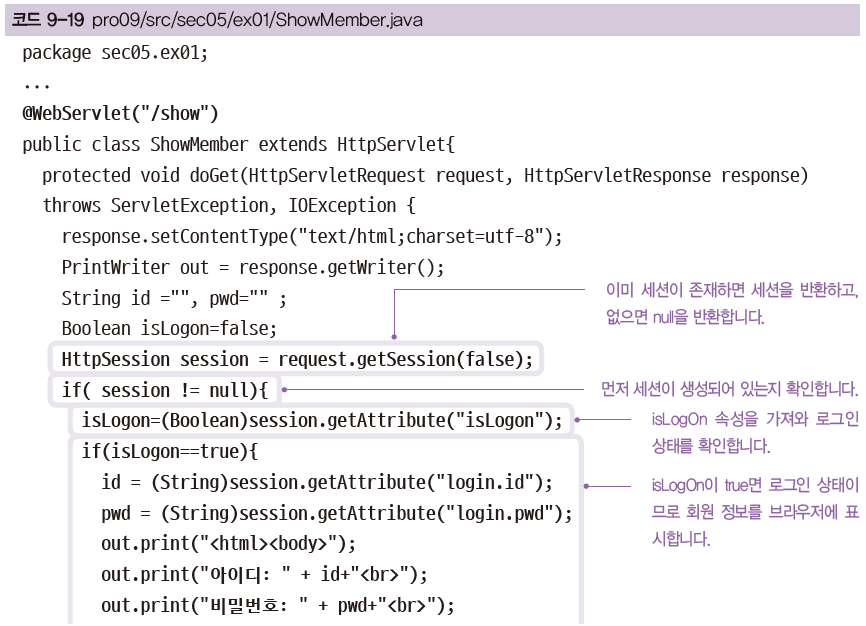 코드 9-19 pro09/src/sec05/ex01/ShowMember.java
package sec05.ex01;
...
@WebServlet("/show")
public class ShowMember extends HttpServlet{
protected void doGet(HttpServletRequest request, HttpServletResponse response)
throws ServletException, IOException {
response.setContentType("text/html;charset=utf-8");
PrintWriter out = response.getWriter();
String id ="", pwd="" ;
이미 세션이 존재하면 세션을 반환하고,
없으면 null을 반환합니다.
Boolean isLogon=false;
HttpSession session = request.getSession(false);
if( session != null){
먼저 세션이 생성되어 있는지 확인합니다.
isLogon=(Boolean)session.getAttribute("isLogon");
isLogOn 속성을 가져와 로그인
상태를 확인합니다.
if(isLogon==true){
id = (String)session.getAttribute("login.id");
pwd = (String)session.getAttribute("login.pwd");
isLogOn이 true면 로그인 상태이
므로 회원 정보를 브라우저에 표
시합니다.
out.print("<html><body>");
out.print("아이디: " + id+"<br>");
out.print("비밀번호: " + pwd+"<br>");